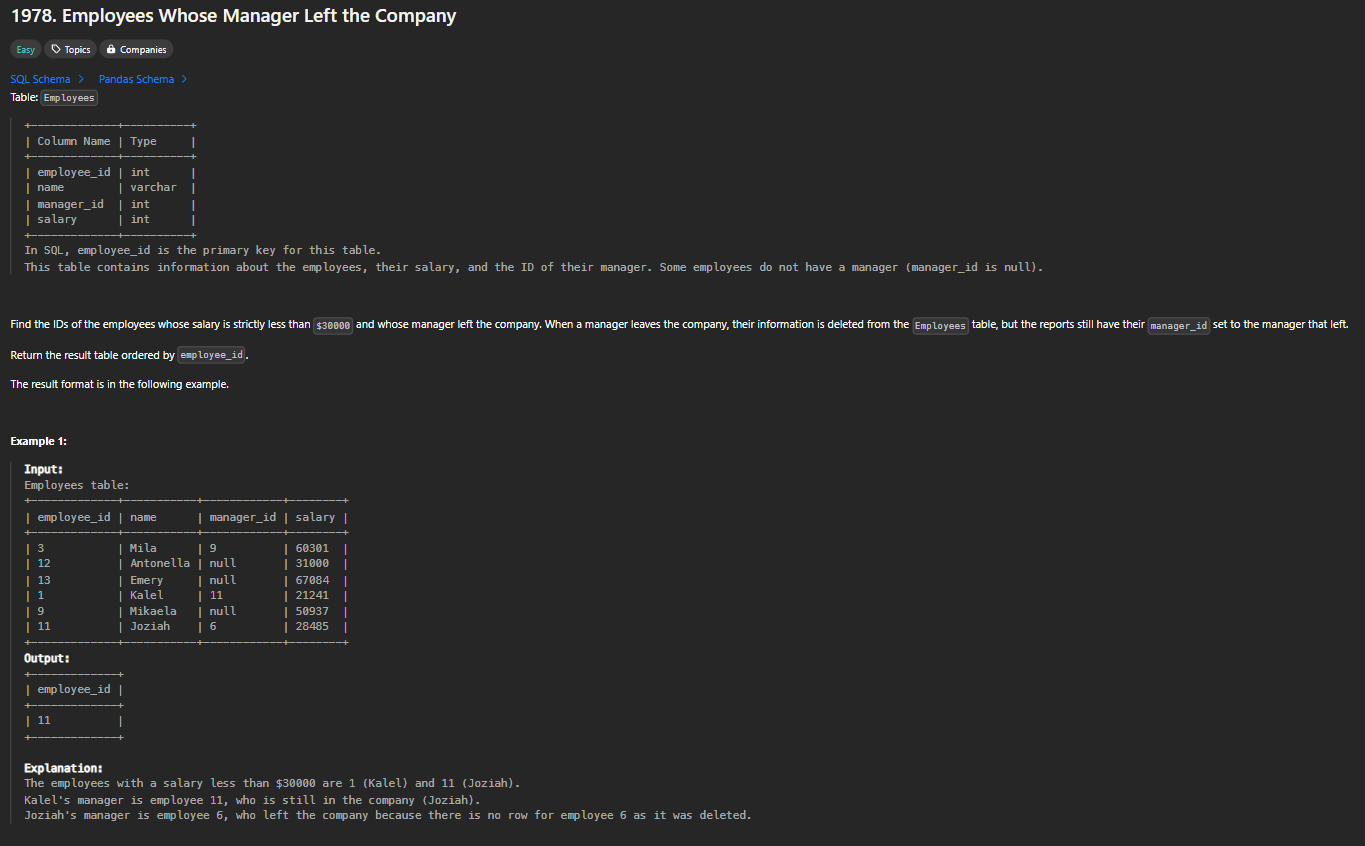 1978. Employees Whose Manager Left the Company
Easy Topics Companies
SQL Schema > Pandas Schema >
Table: Employees
+-------------+----------+
| Column Name | Type     |
+-------------+----------+
| employee_id | int      |
| name        | varchar  |
| manager_id  | int      |
| salary      | int      |
+-------------+----------+
In SQL, employee_id is the primary key for this table.
This table contains information about the employees, their salary, and the ID of their manager. Some employees do not have a manager (manager_id is null).
Find the IDs of the employees whose salary is strictly less than $30000 and whose manager left the company. When a manager leaves the company, their information is deleted from the Employees table, but the reports still have their manager_id set to the manager that left.
Return the result table ordered by employee_id.
The result format is in the following example.
Example 1:
Input:
Employees table:
+-------------+-----------+------------+--------+
| employee_id | name      | manager_id | salary |
+-------------+-----------+------------+--------+
| 3           | Mila      | 9          | 60301  |
| 12          | Antonella | null       | 31000  |
| 13          | Emery     | null       | 67084  |
| 1           | Kalel     | 11         | 21241  |
| 9           | Mikaela   | null       | 50937  |
| 11          | Joziah    | 6          | 28485  |
+-------------+-----------+------------+--------+
Output:
+-------------+
| employee_id |
+-------------+
| 11          |
+-------------+
Explanation:
The employees with a salary less than $30000 are 1 (Kalel) and 11 (Joziah).
Kalel's manager is employee 11, who is still in the company (Joziah).
Joziah's manager is employee 6, who left the company because there is no row for employee 6 as it was deleted.